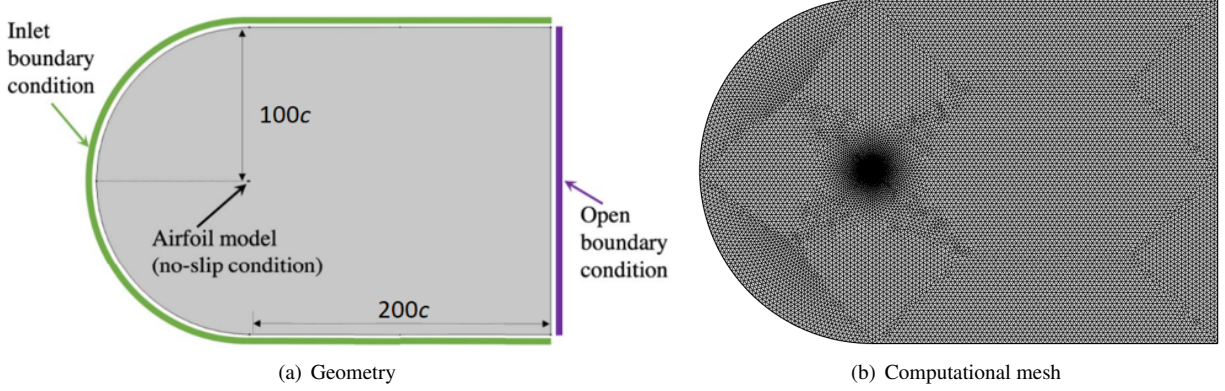 Inlet
boundary
condition
100c
Airfoil model
(no-slip condition)
Open
boundary
condition
200c
(a) Geometry
(b) Computational mesh